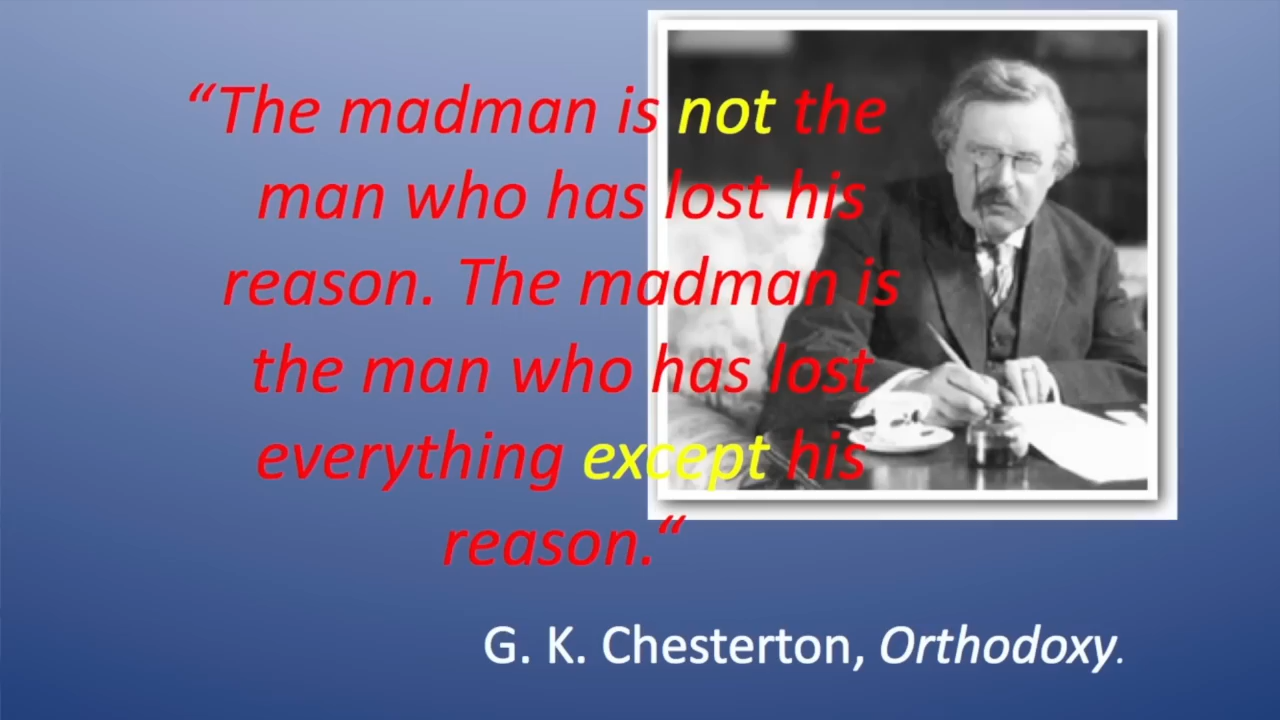 “The madman is not the
man who has lost his
reason. The madman is
the man who has lost
everything except his
reason.“
G. K. Chesterton, Orthodoxy.